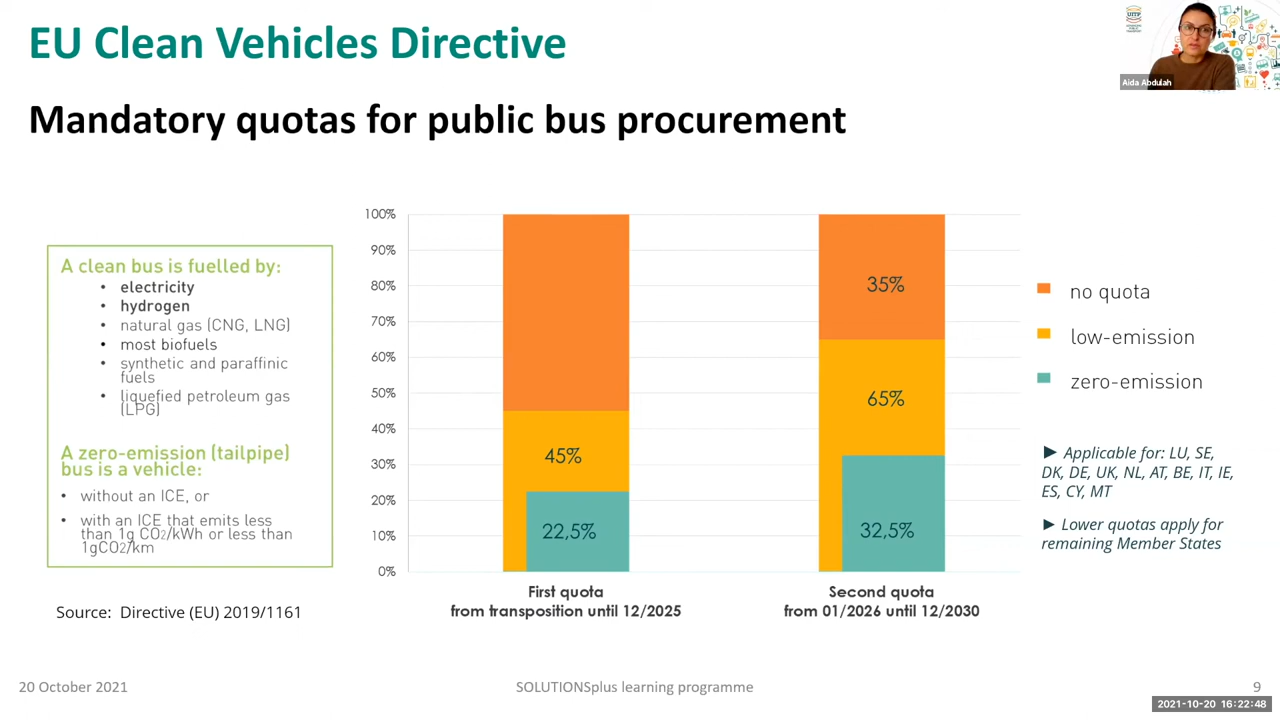 EU Clean Vehicles Directive
Mandatory quotas for public bus procurement
UITP
Aida Abdulah
A clean bus is fuelled by:
• electricity
• hydrogen
• natural gas (CNG, LNG)
• most biofuels
• synthetic and paraffinic
fuels
• liquefied petroleum gas
(LPG)
A zero-emission (tailpipe)
bus is a vehicle:
• without an ICE, or
• with an ICE that emits less
than 1g CO2/kWh or less than
1gCO2/km
Source: Directive (EU) 2019/1161
100%
90%
80%
70%
60%
50%
40%
30%
20%
10%
0%
45%
22,5%
35%
65%
32,5%
First quota
from transposition until 12/2025
Second quota
from 01/2026 until 12/2030
no quota
low-emission
zero-emission
► Applicable for: LU, SE,
DK, DE, UK, NL, AT, BE, IT, IE,
ES, CY, MT
► Lower quotas apply for
remaining Member States
20 October 2021
SOLUTIONSplus learning programme
9
2021-10-20 16:22:48